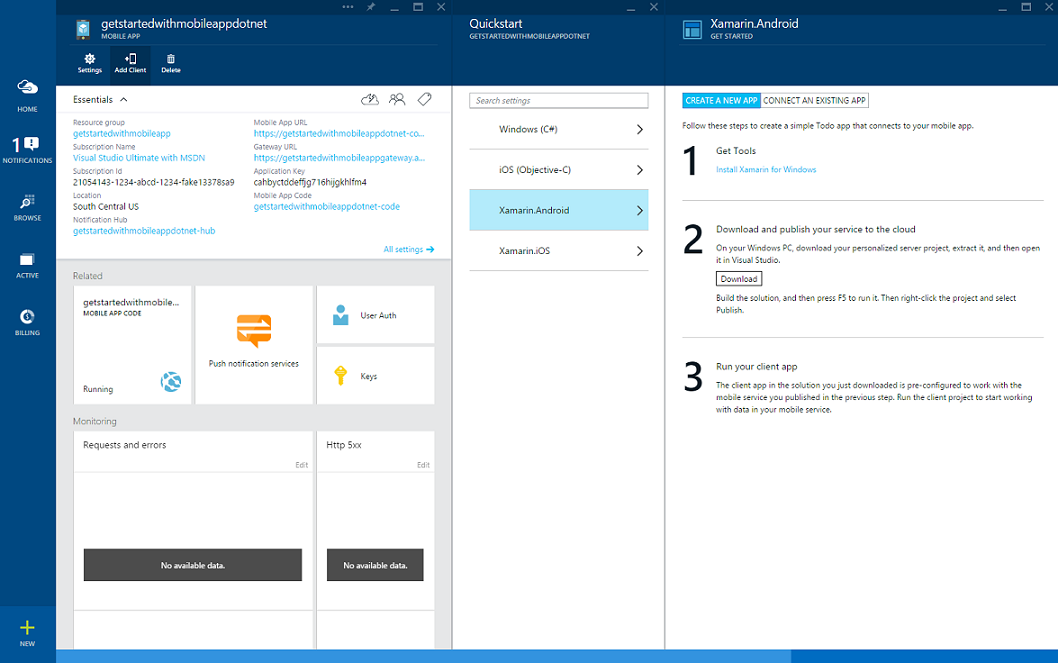 getstartedwithmobileappdotnet
MOBILE APP
Settings
Add Client
Delete
HOME
1
NOTIFICATIONS
BROWSE
ACTIVE
BILLING
NEW
Essentials
Resource group
getstartedwithmobileapp
Subscription Name
Visual Studio Ultimate with MSDN
Subscription Id
21054143-1234-abcd-1234-fake13378sa9
Location
South Central US
Notification Hub
getstartedwithmobileappdotnet-hub
Mobile App URL
https://getstartedwithmobileappdotnet-co...
Gateway URL
https://getstartedwithmobileappgateway.a...
Application Key
cahbyctddeffjg716hijgkhlfm4
Mobile App Code
getstartedwithmobileappdotnet-code
All settings
Related
getstartedwithmobile...
MOBILE APP CODE
Running
Push notification services
User Auth
Keys
Monitoring
Requests and errors
Edit
No available data.
Http 5xx
Edit
No available data.
Quickstart
GETSTARTEDWITHMOBILEAPPDOTNET
Search settings
Windows (C#)
iOS (Objective-C)
Xamarin.Android
Xamarin.iOS
Xamarin.Android
GET STARTED
CREATE A NEW APP
CONNECT AN EXISTING APP
Follow these steps to create a simple Todo app that connects to your mobile app.
1
Get Tools
Install Xamarin for Windows
2
Download and publish your service to the cloud
On your Windows PC, download your personalized server project, extract it, and then open
it in Visual Studio.
Download
Build the solution, and then press F5 to run it. Then right-click the project and select
Publish.
3
Run your client app
The client app in the solution you just downloaded is pre-configured to work with the
mobile service you published in the previous step. Run the client project to start working
with data in your mobile service.